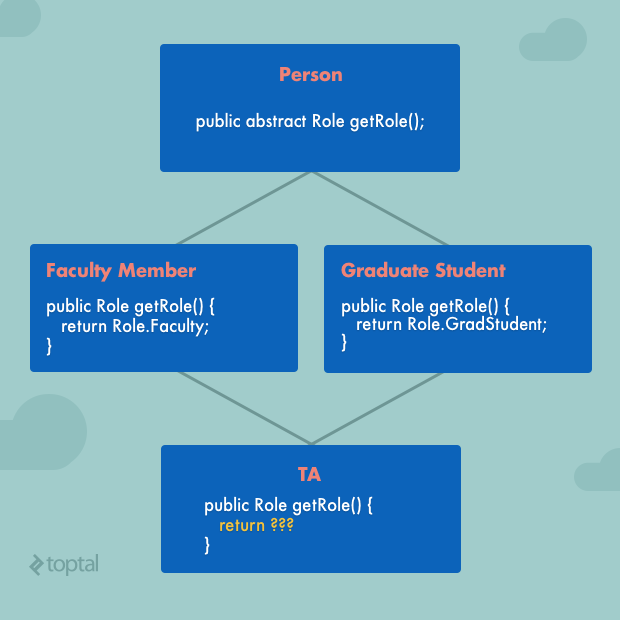 Person
public abstract Role getRole();
Faculty Member
public Role getRole() {
return Role.Faculty;
}
Graduate Student
public Role getRole() {
return Role.GradStudent;
}
TA
public Role getRole() {
return ???
}
toptal